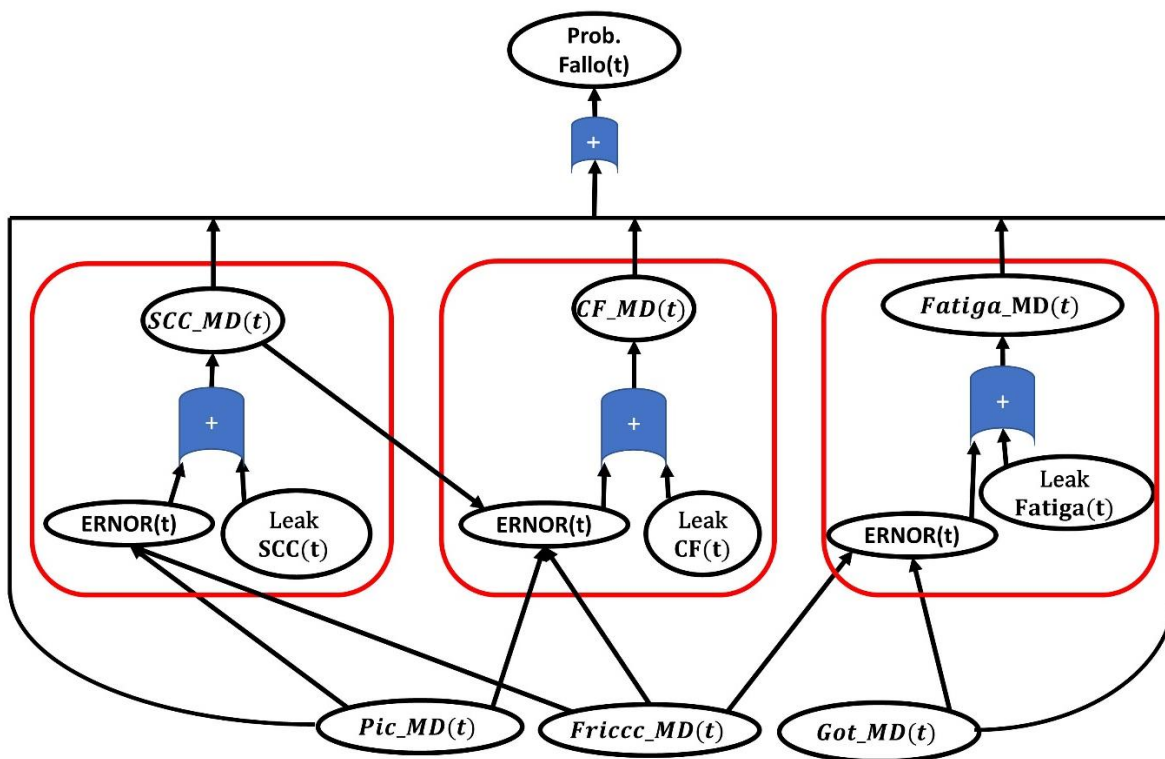 Prob.
Fallo(t)
+
SCC_MD(t)
CF_MD(t)
Fatiga_MD(t)
+
+
+
ERNOR(t)
Leak
SCC(t)
ERNOR(t)
Leak
CF(t)
ERNOR(t)
Leak
Fatiga(t)
Pic_MD(t)
Friccc_MD(t)
Got_MD(t)